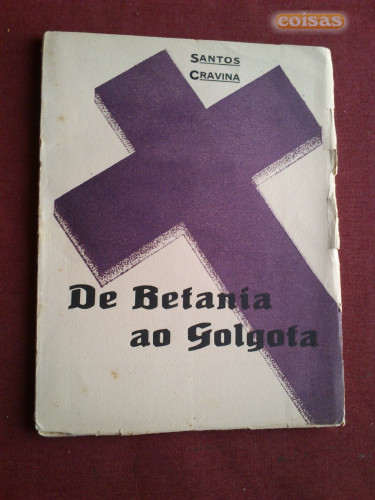 coisas
SANTOS
CRAVINA
De Betania
ao Golgota